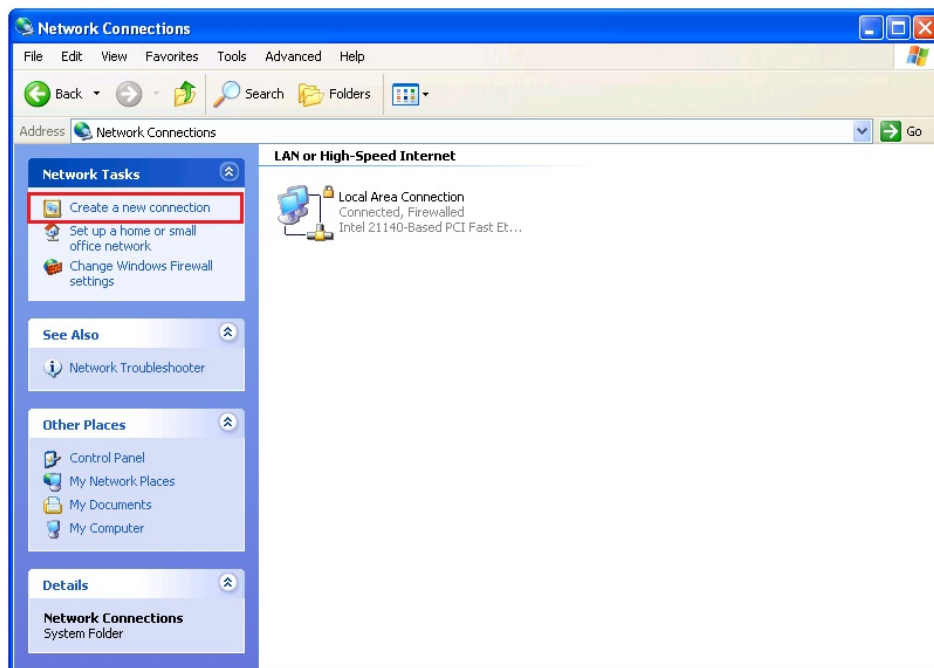 Network Connections
File Edit View Favorites Tools Advanced Help
Back Search Folders
Address Network Connections Go
Network Tasks
Create a new connection
Set up a home or small
office network
Change Windows Firewall
settings
See Also
Network Troubleshooter
Other Places
Control Panel
My Network Places
My Documents
My Computer
Details
Network Connections
System Folder
LAN or High-Speed Internet
Local Area Connection
Connected, Firewalled
Intel 21140-Based PCI Fast Et...